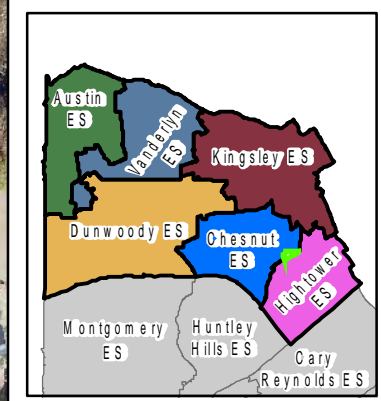 Austin
ES
Vanderlyn
ES
Kingsley ES
Dunwoody ES
Chesnut
ES
Hightower
ES
Montgomery
ES
Huntley
Hills ES
Cary
Reynolds ES